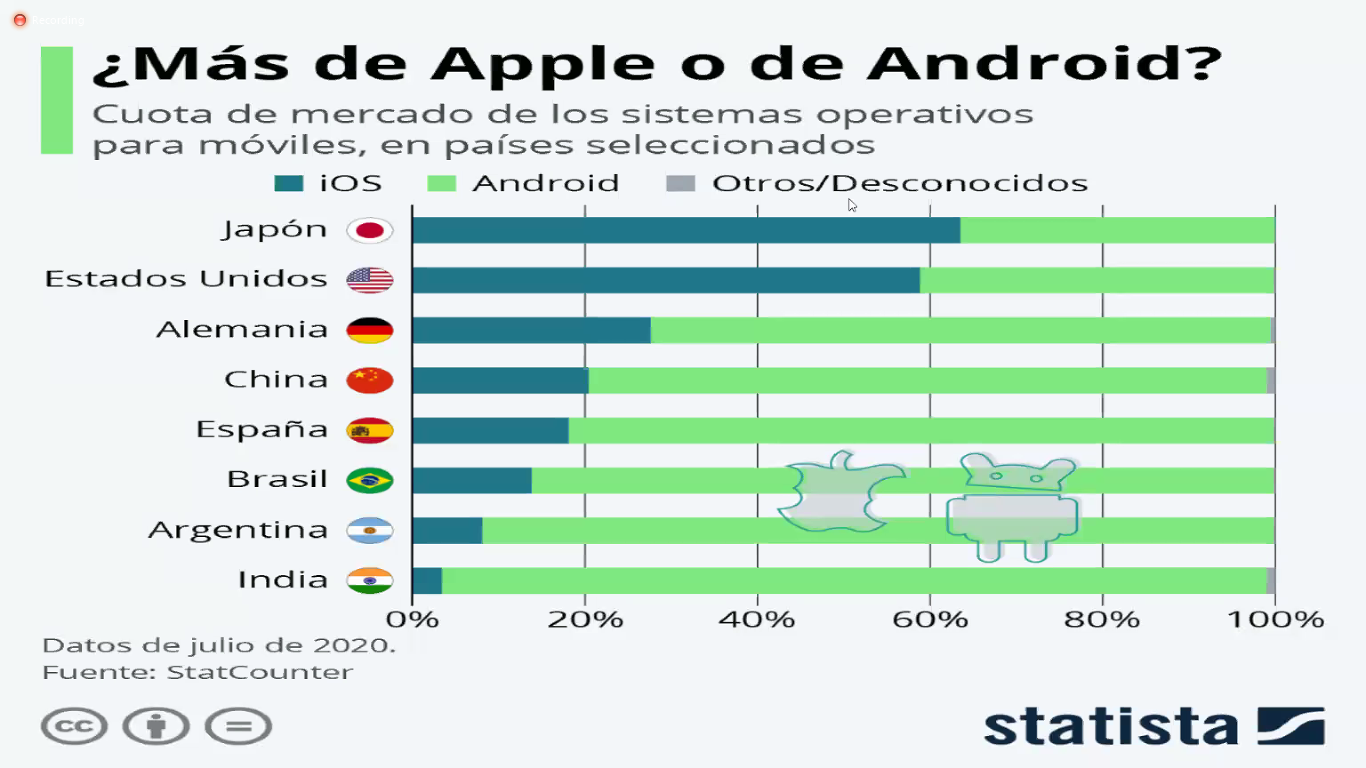 Recording
¿Más de Apple o de Android?
Cuota de mercado de los sistemas operativos
para móviles, en países seleccionados
iOS Android Otros/Desconocidos
Japón
Estados Unidos
Alemania
China
España
Brasil
Argentina
India
0% 20% 40% 60% 80% 100%
Datos de julio de 2020.
Fuente: StatCounter
cc
statista